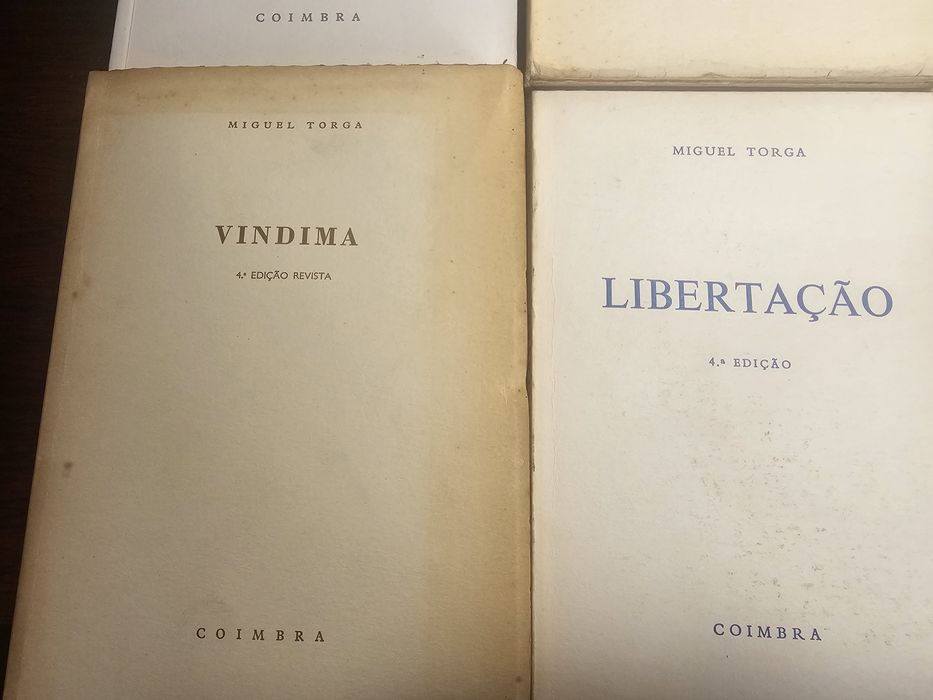 COIMBRA
MIGUEL TORGA
VINDIMA
4.ª EDIÇÃO REVISTA
COIMBRA
MIGUEL TORGA
LIBERTAÇÃO
4.ª EDIÇÃO
COIMBRA